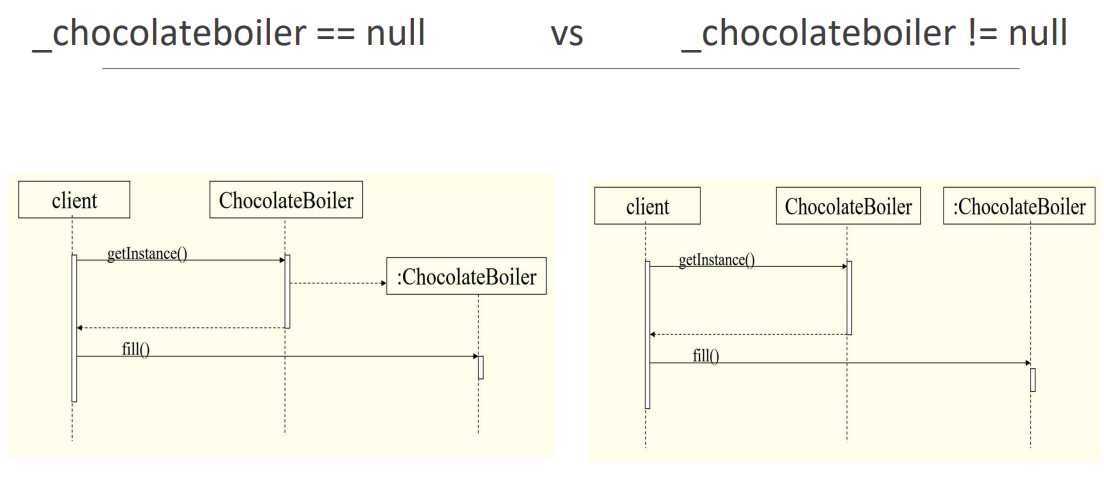 _chocolateboiler == null vs _chocolateboiler != null
client ChocolateBoiler
getInstance()
:ChocolateBoiler
fill()
client ChocolateBoiler :ChocolateBoiler
getInstance()
fill()